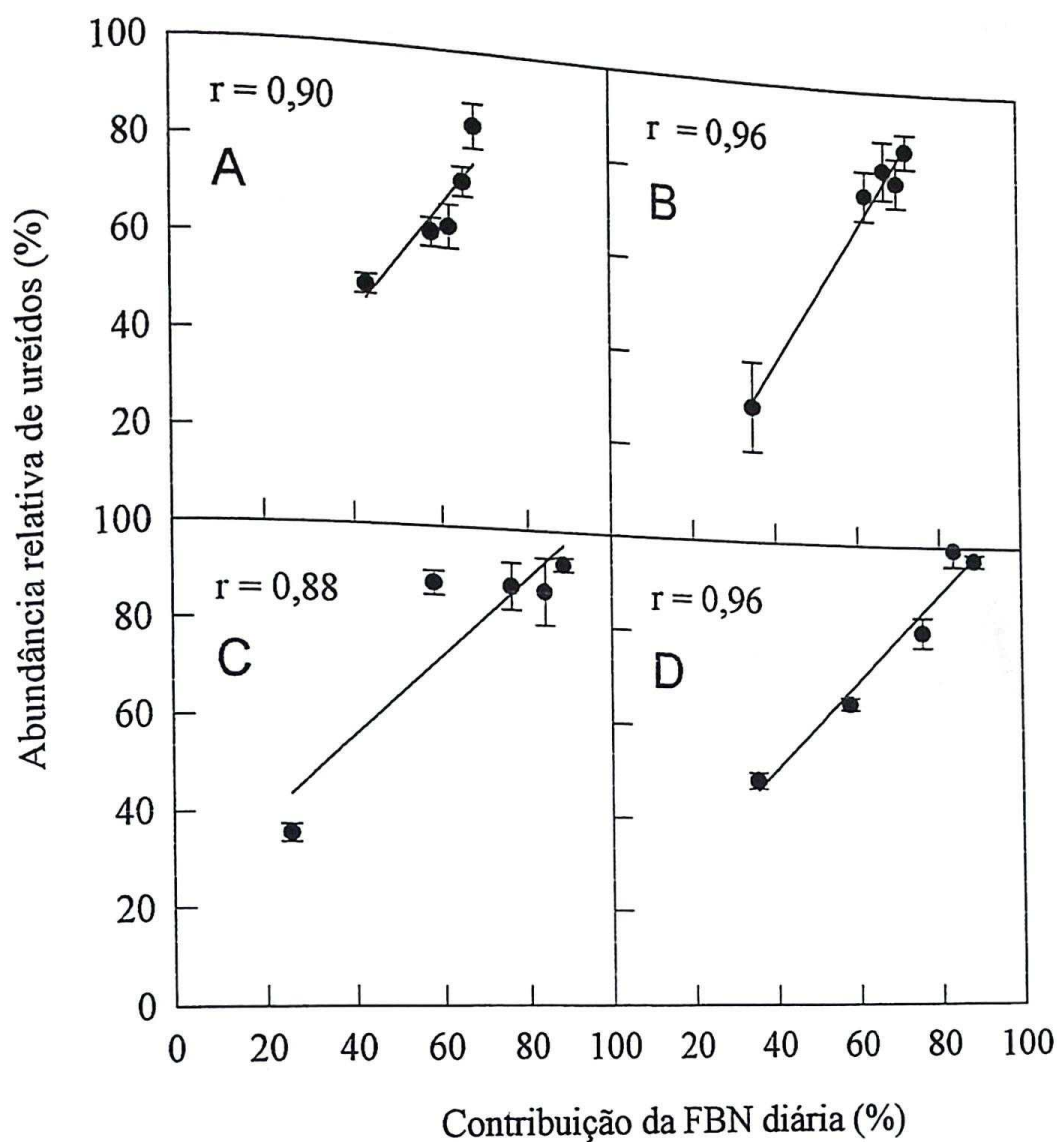 Abundância relativa de ureídos (%)
100
80
60
40
20
r = 0,90
A
r = 0,96
B
100
80
60
40
20
0
r = 0,88
C
r = 0,96
D
0 20 40 60 80 100 20 40 60 80 100
Contribuição da FBN diária (%)